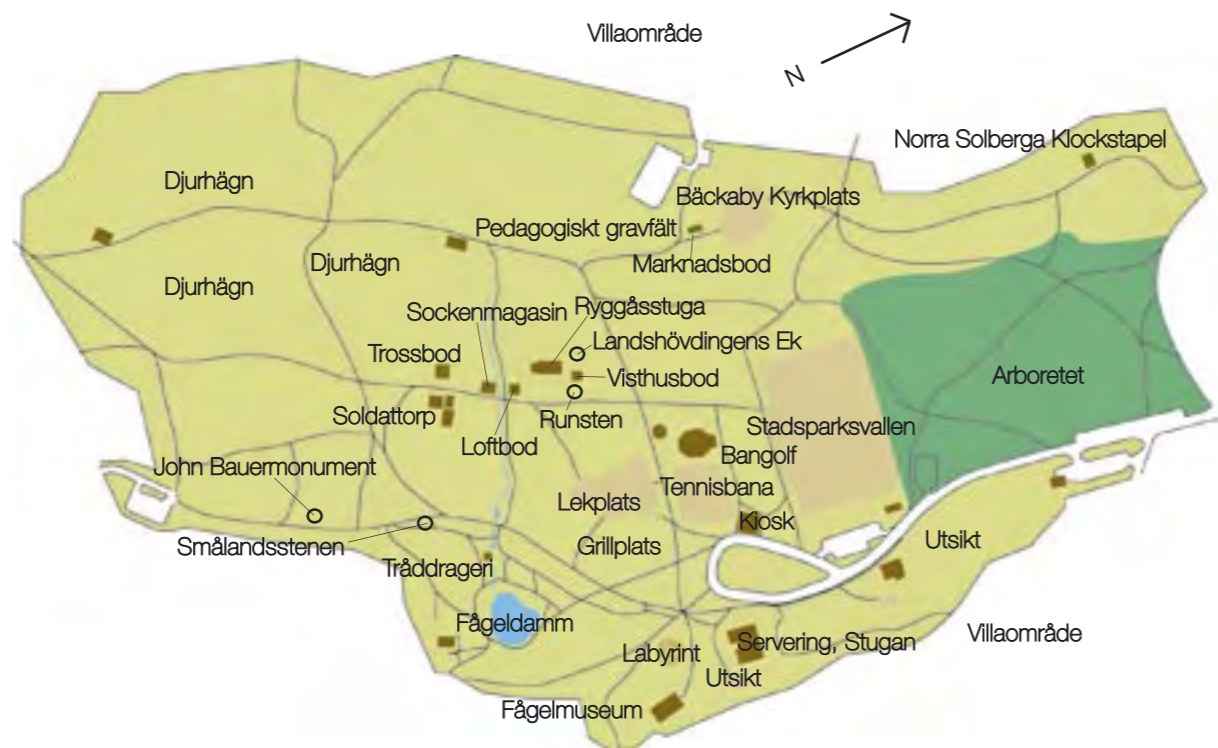 Villaområde
N
Norra Solberga Klockstapel
Djurhägn
Bäckaby Kyrkplats
Pedagogiskt gravfält
Djurhägn
Marknadsbod
Djurhägn
Sockenmagasin
Ryggåsstuga
Landshövdingens Ek
Trossbod
Visthusbod
Arboretet
Soldattorp
Runsten
Stadsparksvallen
Loftbod
Bangolf
John Bauermonument
Tennisbana
Lekplats
Kiosk
Smålandsstenen
Grillplats
Utsikt
Tråddrageri
Fågeldamm
Villaområde
Labyrint
Servering, Stugan
Utsikt
Fågelmuseum